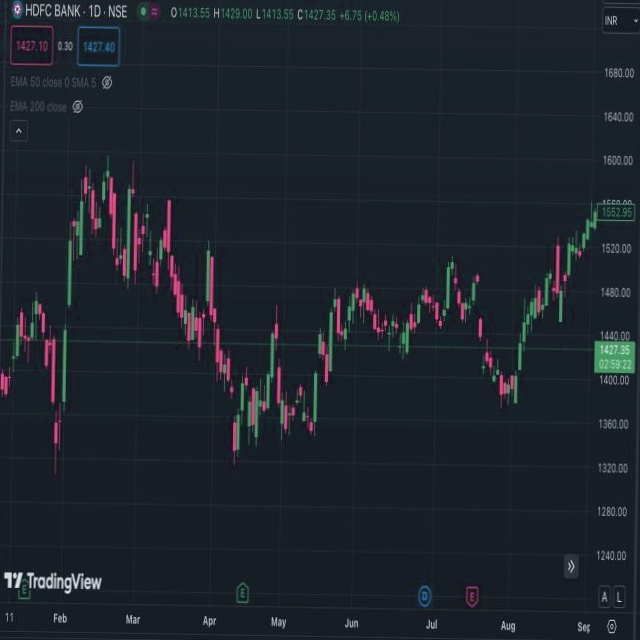 HDFC BANK · 1D · NSE O1413.55 H1429.00 L1413.55 C1427.35 +6.75 (+0.48%)
INR
1427.10 0.30 1427.40
EMA 50 close 0 SMA 5
EMA 200 close
1680.00
1640.00
1600.00
1560.00
1552.95
1520.00
1480.00
1440.00
1427.35
02:59:22
1400.00
1360.00
1320.00
1280.00
1240.00
TradingView
E E D E A L
11 Feb Mar Apr May Jun Jul Aug Sep